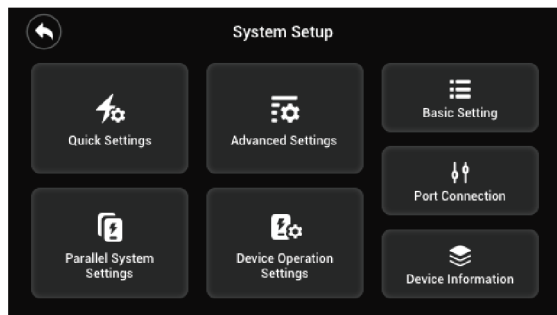 System Setup
Quick Settings
Advanced Settings
Basic Setting
Port Connection
Parallel System
Settings
Device Operation
Settings
Device Information